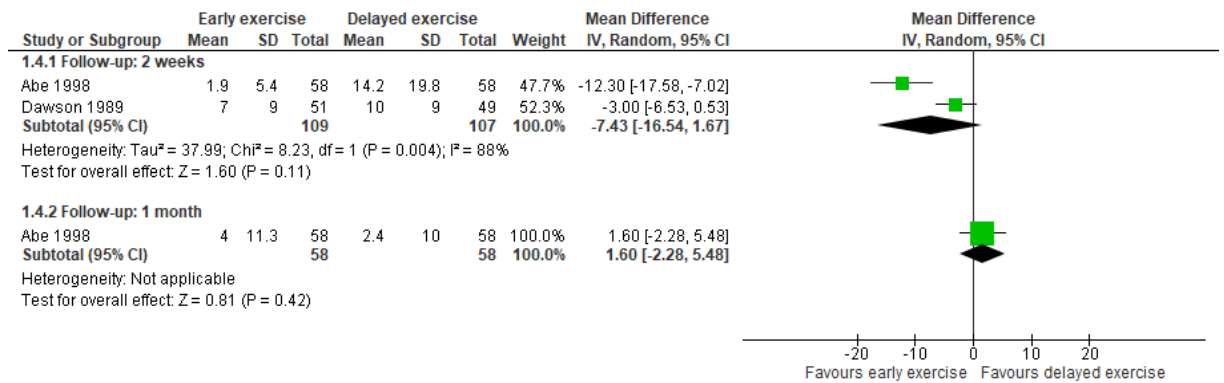 Early exercise Delayed exercise Mean Difference Mean Difference
Study or Subgroup Mean SD Total Mean SD Total Weight IV, Random, 95% CI IV, Random, 95% CI
1.4.1 Follow-up: 2 weeks
Abe 1998 1.9 5.4 58 14.2 19.8 58 47.7% -12.30 [-17.58, -7.02]
Dawson 1989 7 9 51 10 9 49 52.3% -3.00 [-6.53, 0.53]
Subtotal (95% CI) 109 107 100.0% -7.43 [-16.54, 1.67]
Heterogeneity: Tau² = 37.99; Chi² = 8.23, df = 1 (P = 0.004); I² = 88%
Test for overall effect: Z = 1.60 (P = 0.11)
1.4.2 Follow-up: 1 month
Abe 1998 4 11.3 58 2.4 10 58 100.0% 1.60 [-2.28, 5.48]
Subtotal (95% CI) 58 58 100.0% 1.60 [-2.28, 5.48]
Heterogeneity: Not applicable
Test for overall effect: Z = 0.81 (P = 0.42)
-20 -10 0 10 20
Favours early exercise Favours delayed exercise